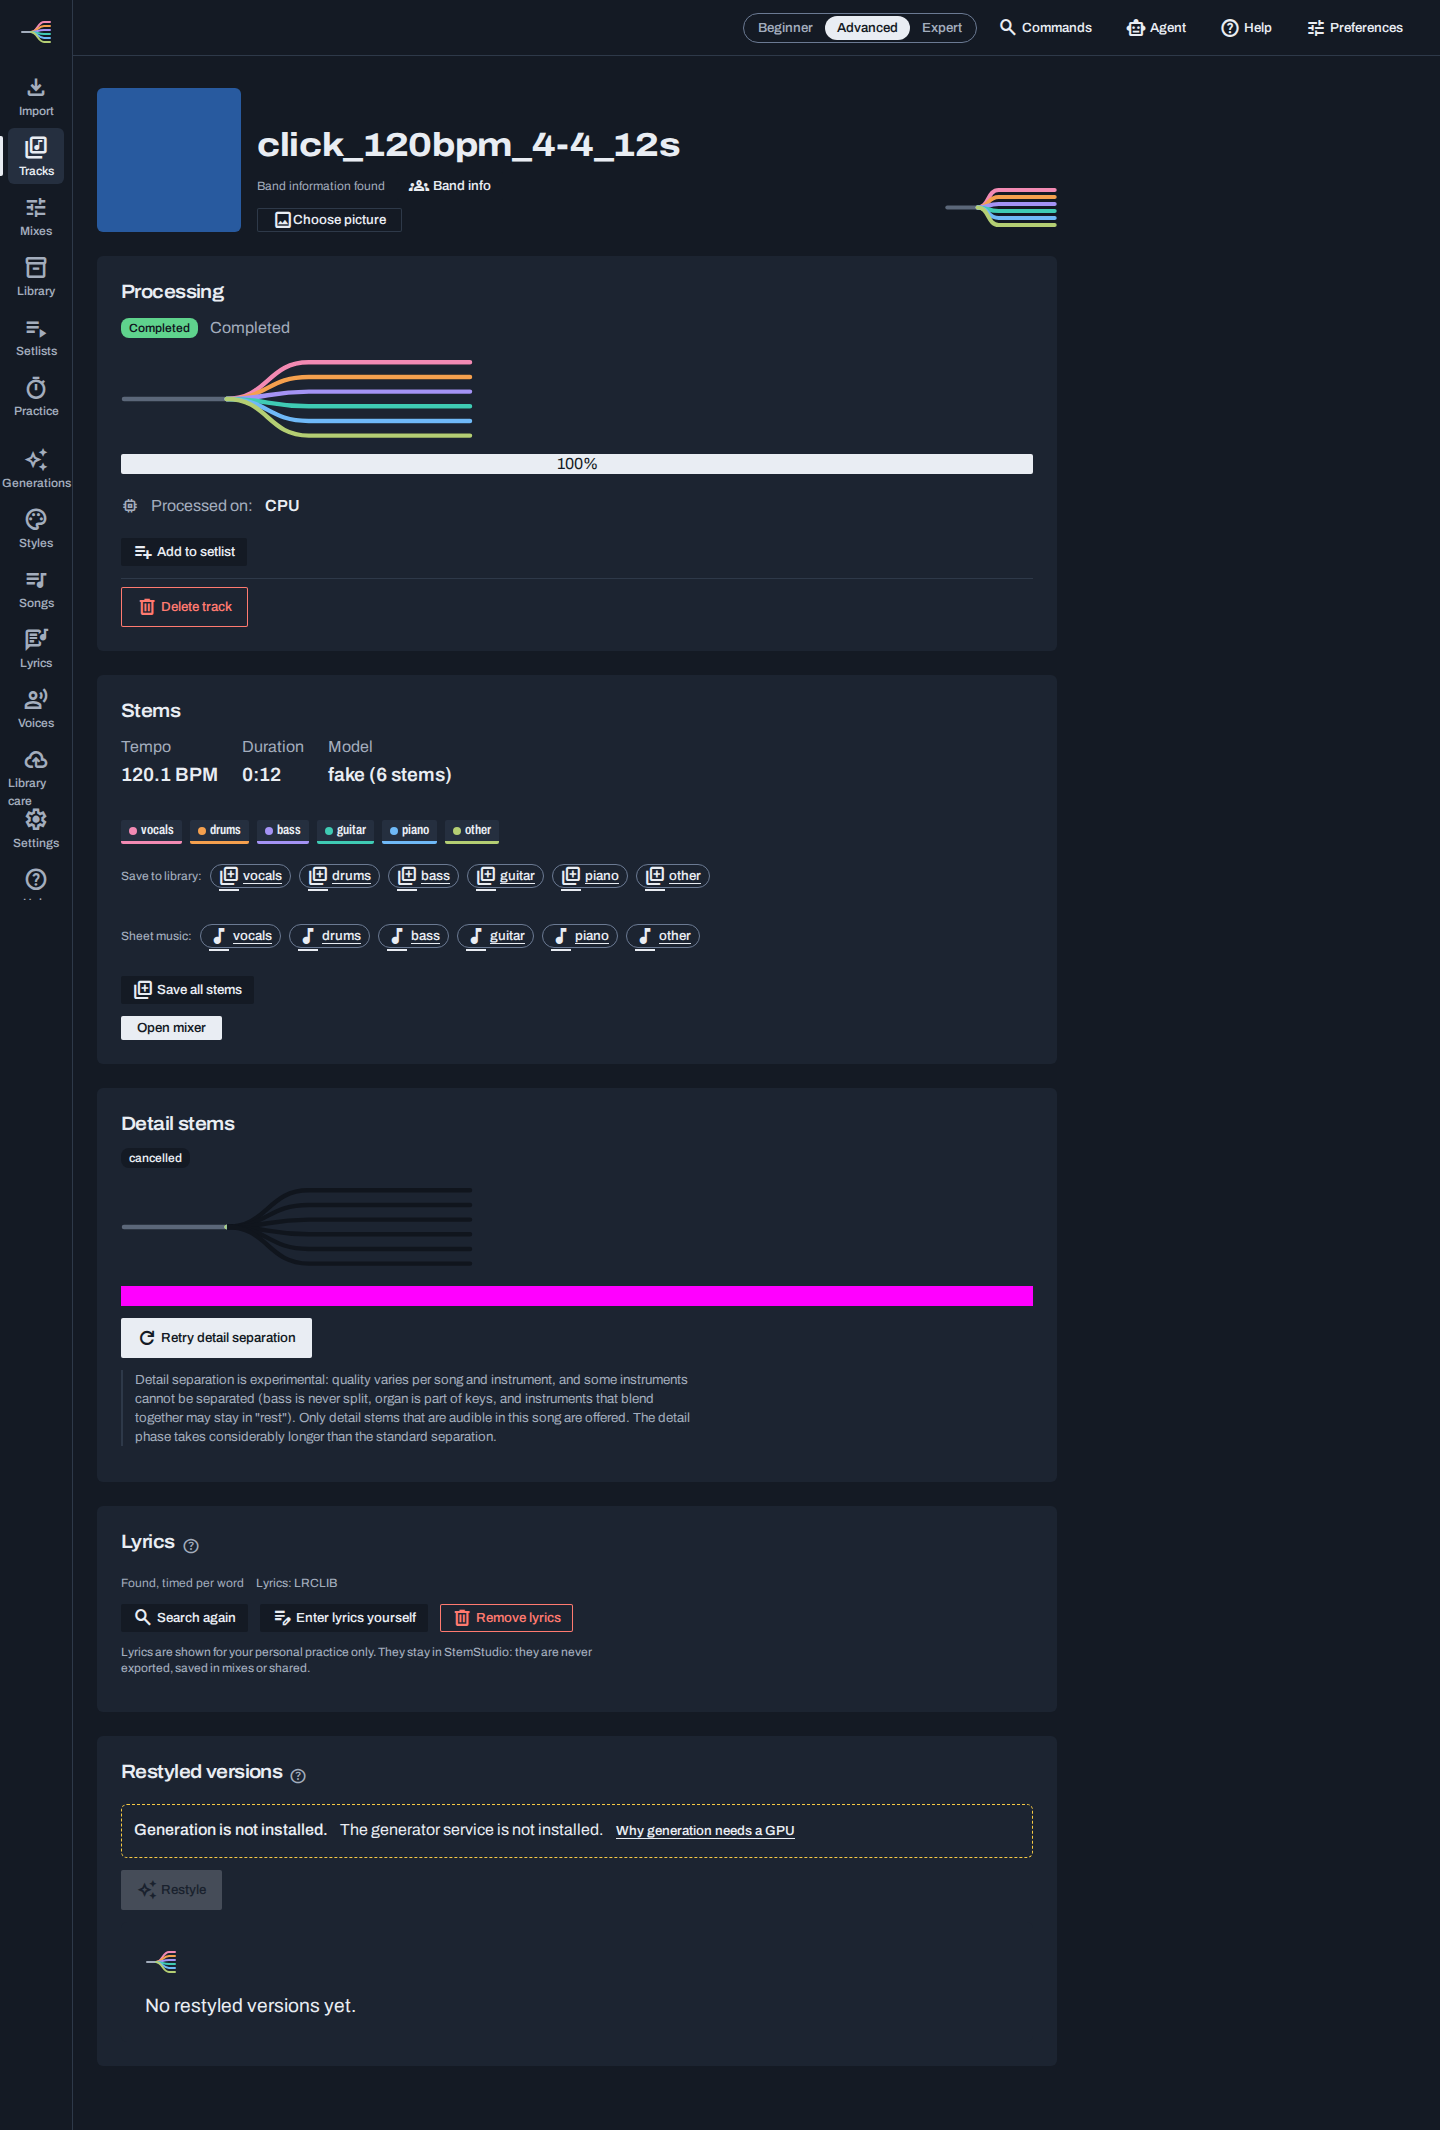 Beginner Advanced Expert Commands Agent Help Preferences
Import
Tracks
Mixes
Library
Setlists
Practice
Generations
Styles
Songs
Lyrics
Voices
Library
care
Settings
click_120bpm_4-4_12s
Band information found Band info
Choose picture
Processing
Completed Completed
100%
Processed on: CPU
Add to setlist
Delete track
Stems
Tempo Duration Model
120.1 BPM 0:12 fake (6 stems)
vocals drums bass guitar piano other
Save to library: vocals drums bass guitar piano other
Sheet music: vocals drums bass guitar piano other
Save all stems
Open mixer
Detail stems
cancelled
Retry detail separation
Detail separation is experimental: quality varies per song and instrument, and some instruments
cannot be separated (bass is never split, organ is part of keys, and instruments that blend
together may stay in "rest"). Only detail stems that are audible in this song are offered. The detail
phase takes considerably longer than the standard separation.
Lyrics
Found, timed per word Lyrics: LRCLIB
Search again Enter lyrics yourself Remove lyrics
Lyrics are shown for your personal practice only. They stay in StemStudio: they are never
exported, saved in mixes or shared.
Restyled versions
Generation is not installed. The generator service is not installed. Why generation needs a GPU
Restyle
No restyled versions yet.